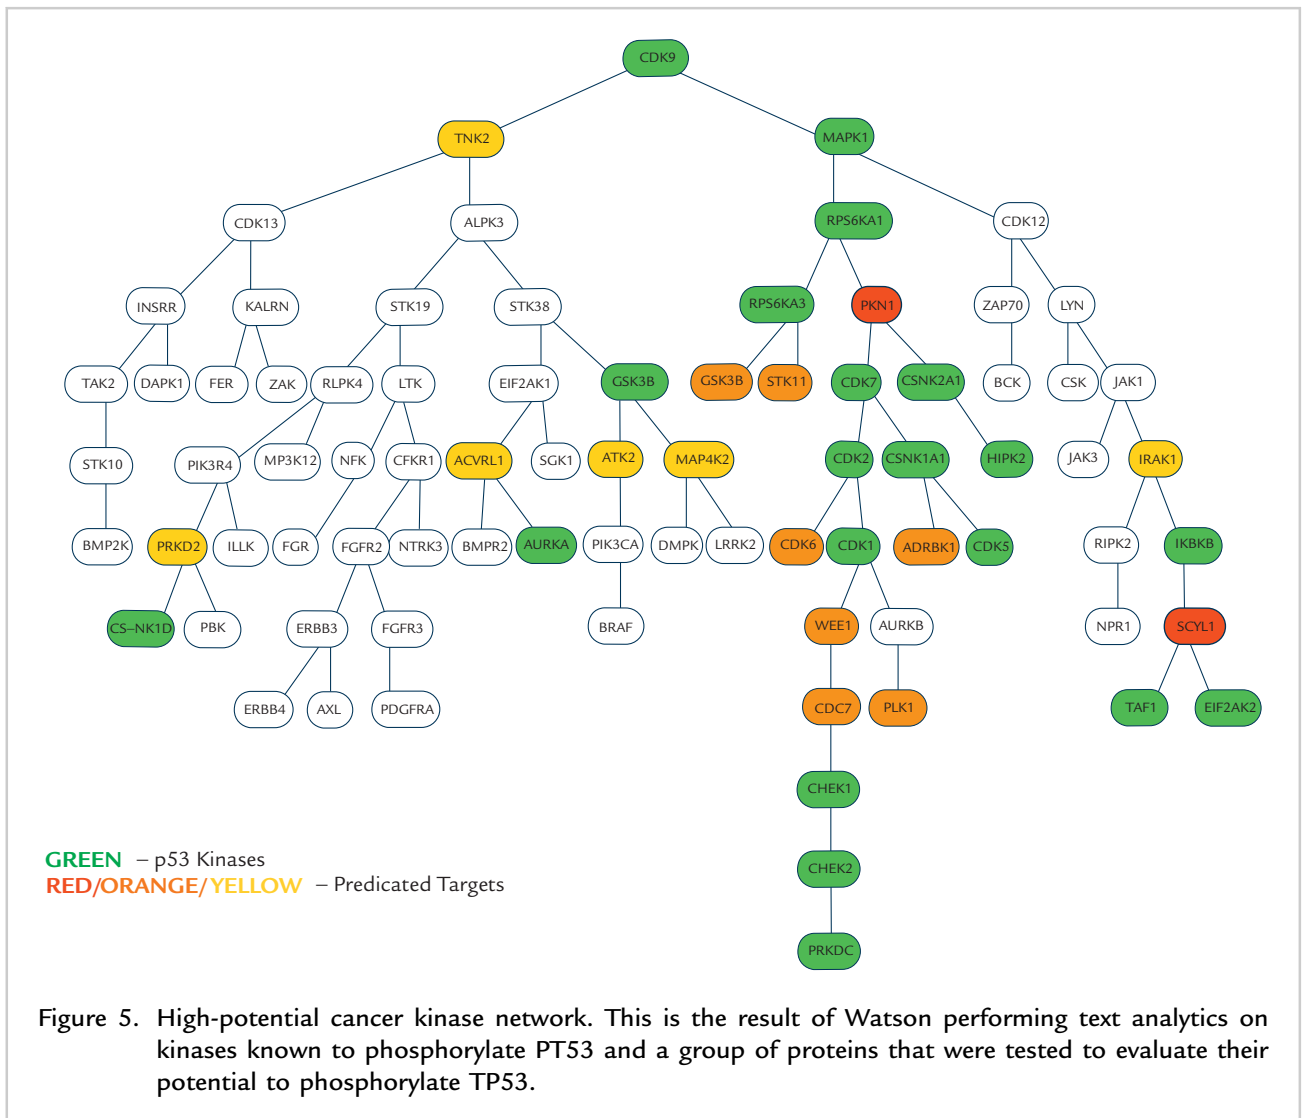 CDK9
TNK2
MAPK1
CDK13
ALPK3
RPS6KA1
CDK12
INSRR
KALRN
STK19
STK38
RPS6KA3
PKN1
ZAP70
LYN
TAK2
DAPK1
FER
ZAK
RLPK4
LTK
EIF2AK1
GSK3B
GSK3B
STK11
CDK7
CSNK2A1
BCK
CSK
JAK1
STK10
PIK3R4
MP3K12
NFK
CFKR1
ACVRL1
SGK1
ATK2
MAP4K2
CDK2
CSNK1A1
HIPK2
JAK3
IRAK1
BMP2K
PRKD2
ILLK
FGR
FGFR2
NTRK3
BMPR2
AURKA
PIK3CA
DMPK
LRRK2
CDK6
CDK1
ADRBK1
CDK5
RIPK2
IKBKB
CS–NK1D
PBK
ERBB3
FGFR3
BRAF
WEE1
AURKB
NPR1
SCYL1
ERBB4
AXL
PDGFRA
CDC7
PLK1
TAF1
EIF2AK2
CHEK1
CHEK2
PRKDC
GREEN – p53 Kinases
RED/ORANGE/YELLOW – Predicated Targets
Figure 5. High-potential cancer kinase network. This is the result of Watson performing text analytics on
kinases known to phosphorylate PT53 and a group of proteins that were tested to evaluate their
potential to phosphorylate TP53.